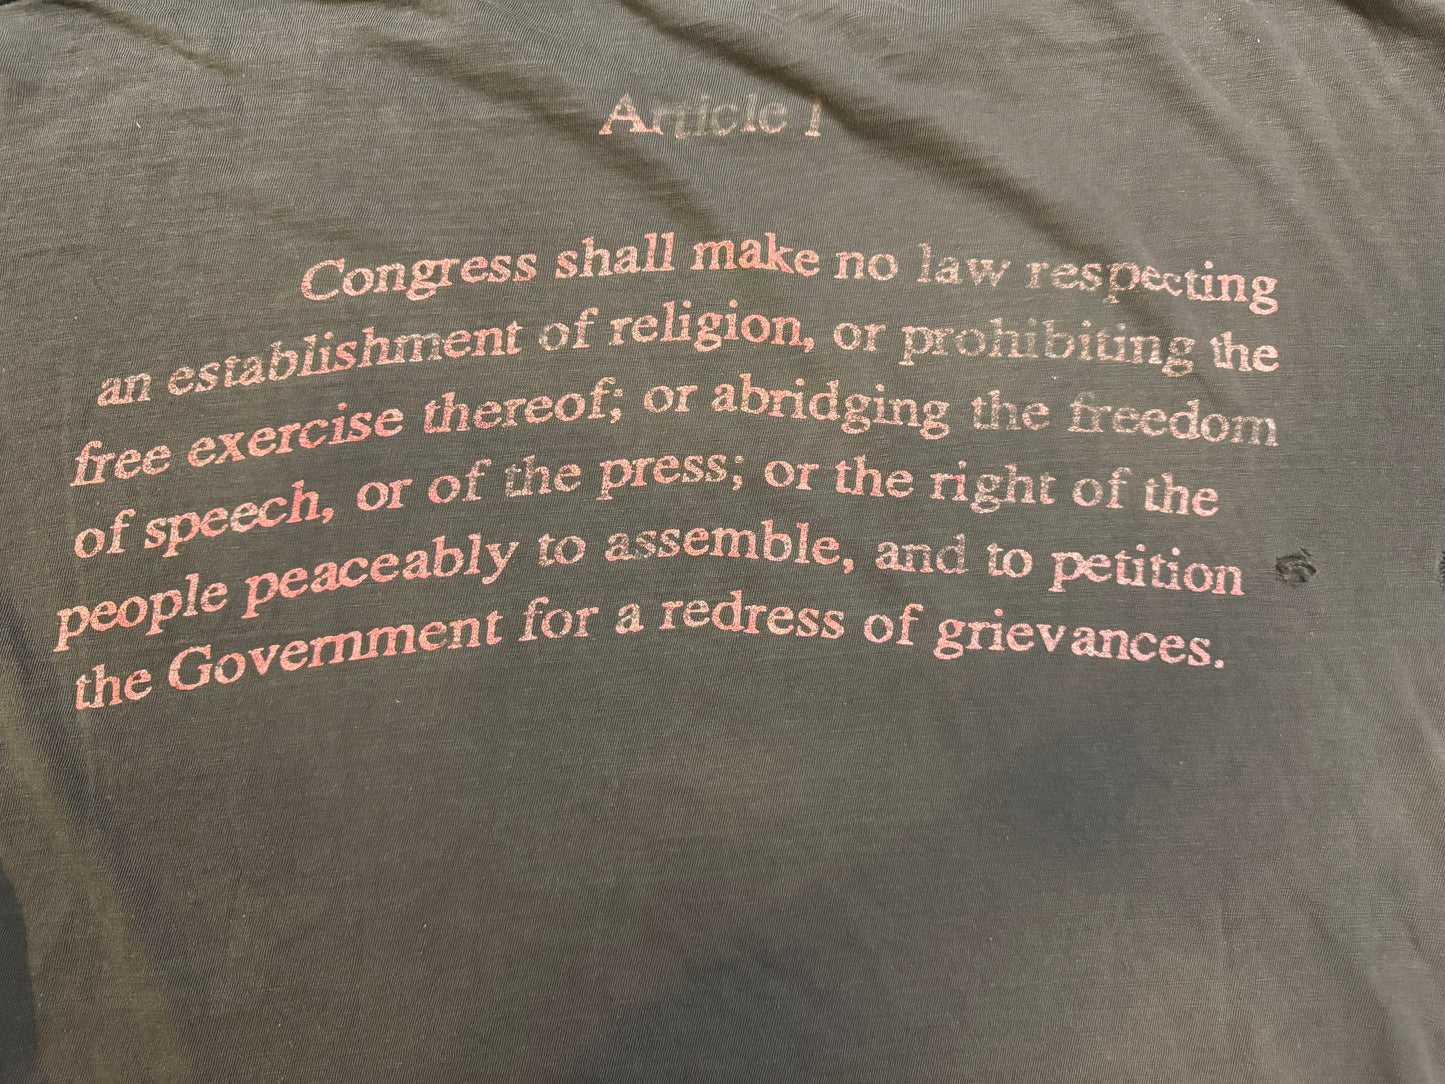 Article 1
Congress shall make no law respecting
an establishment of religion, or prohibiting the
free exercise thereof; or abridging the freedom
of speech, or of the press; or the right of the
people peaceably to assemble, and to petition
the Government for a redress of grievances.